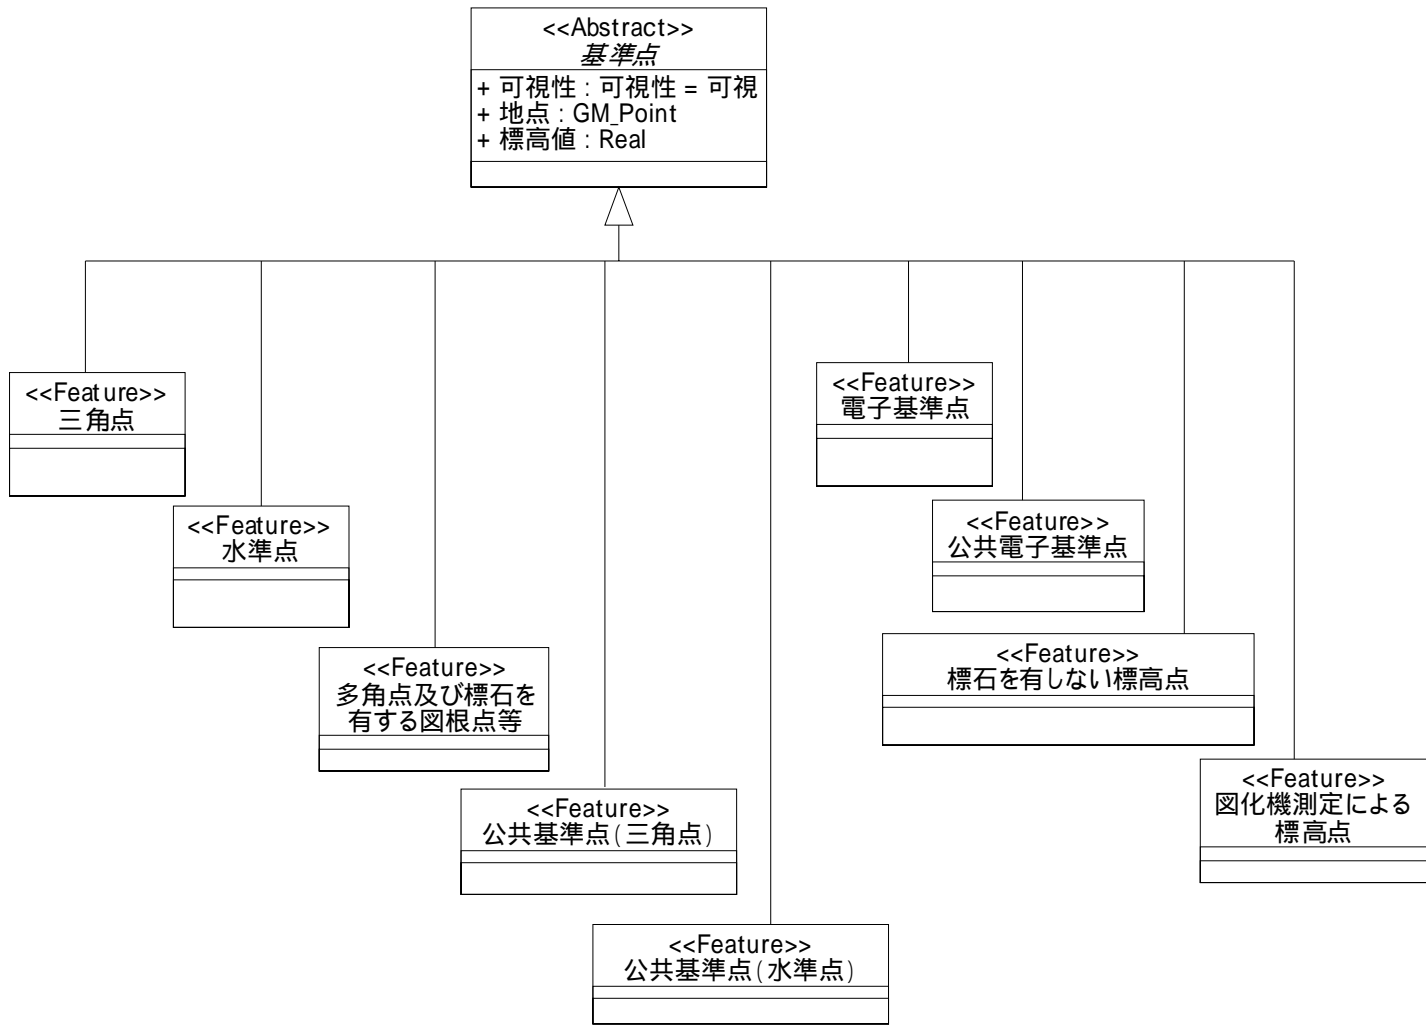 <<Abstract>>
基準点
+ 可視性 : 可視性 = 可視
+ 地点 : GM_Point
+ 標高値 : Real
<<Feature>>
三角点
<<Feature>>
水準点
<<Feature>>
多角点及び標石を
有する図根点等
<<Feature>>
公共基準点(三角点)
<<Feature>>
公共基準点(水準点)
<<Feature>>
電子基準点
<<Feature>>
公共電子基準点
<<Feature>>
標石を有しない標高点
<<Feature>>
図化機測定による
標高点